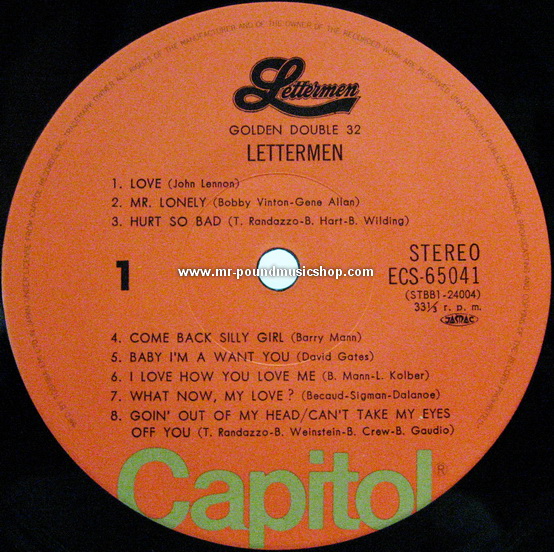 Lettermen
GOLDEN DOUBLE 32
LETTERMEN
1. LOVE (John Lennon)
2. MR. LONELY (Bobby Vinton-Gene Allan)
3. HURT SO BAD (T. Randazzo-B. Hart-B. Wilding)
1
STEREO
ECS-65041
(STBB1-24004)
33⅓ r. p. m.
JASRAC
www.mr-poundmusicshop.com
4. COME BACK SILLY GIRL (Barry Mann)
5. BABY I'M A WANT YOU (David Gates)
6. I LOVE HOW YOU LOVE ME (B. Mann-L. Kolber)
7. WHAT NOW, MY LOVE? (Becaud-Sigman-Dalanoe)
8. GOIN' OUT OF MY HEAD/CAN'T TAKE MY EYES
OFF YOU (T. Randazzo-B. Weinstein-B. Crew-B. Gaudio)
Capitol ®